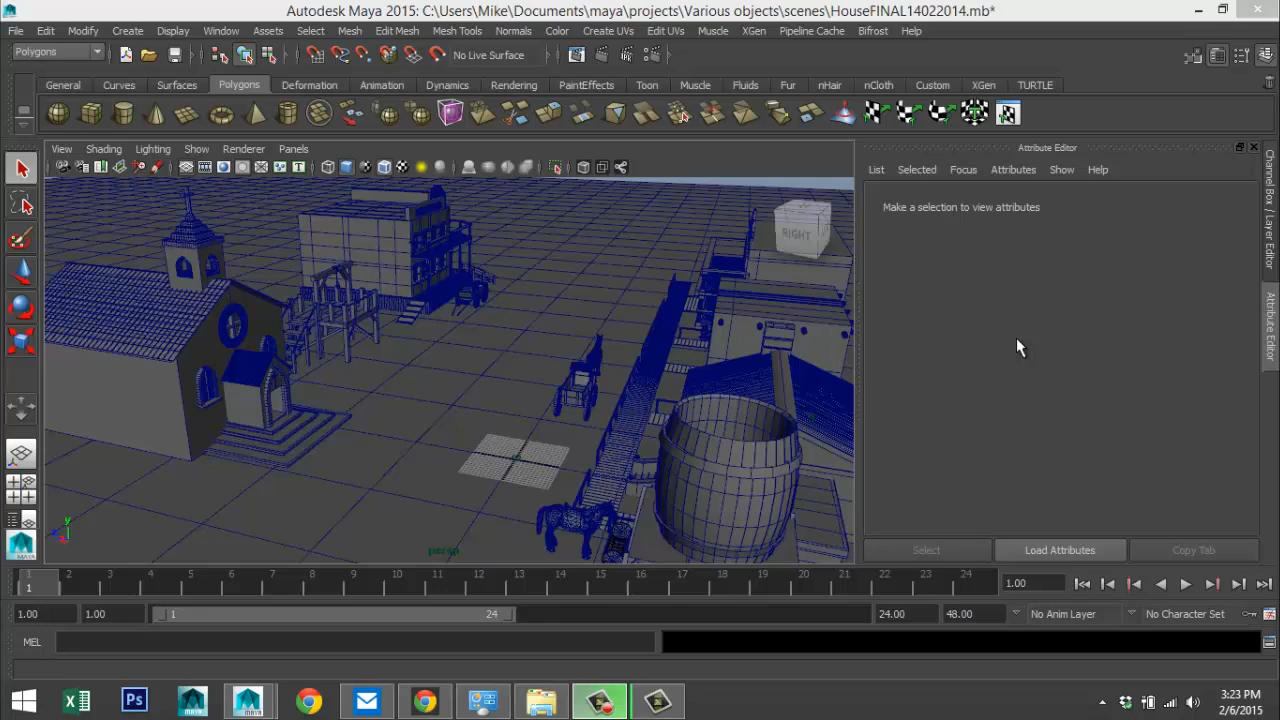 Autodesk Maya 2015: C:\Users\Mike\Documents\maya\projects\Various objects\scenes\HouseFINAL14022014.mb*
File Edit Modify Create Display Window Assets Select Mesh Edit Mesh Mesh Tools Normals Color Create UVs Edit UVs Muscle XGen Pipeline Cache Bifrost Help
Polygons No Live Surface
General Curves Surfaces Polygons Deformation Animation Dynamics Rendering PaintEffects Toon Muscle Fluids Fur nHair nCloth Custom XGen TURTLE
View Shading Lighting Show Renderer Panels
Attribute Editor
List Selected Focus Attributes Show Help
Make a selection to view attributes
RIGHT
Channel Box / Layer Editor
Attribute Editor
y
persp
Select Load Attributes Copy Tab
1 2 3 4 5 6 7 8 9 10 11 12 13 14 15 16 17 18 19 20 21 22 23 24
1 1.00
1.00 1.00 1 24 24.00 48.00 No Anim Layer No Character Set
MEL
MAYA
Ps
3:23 PM
2/6/2015